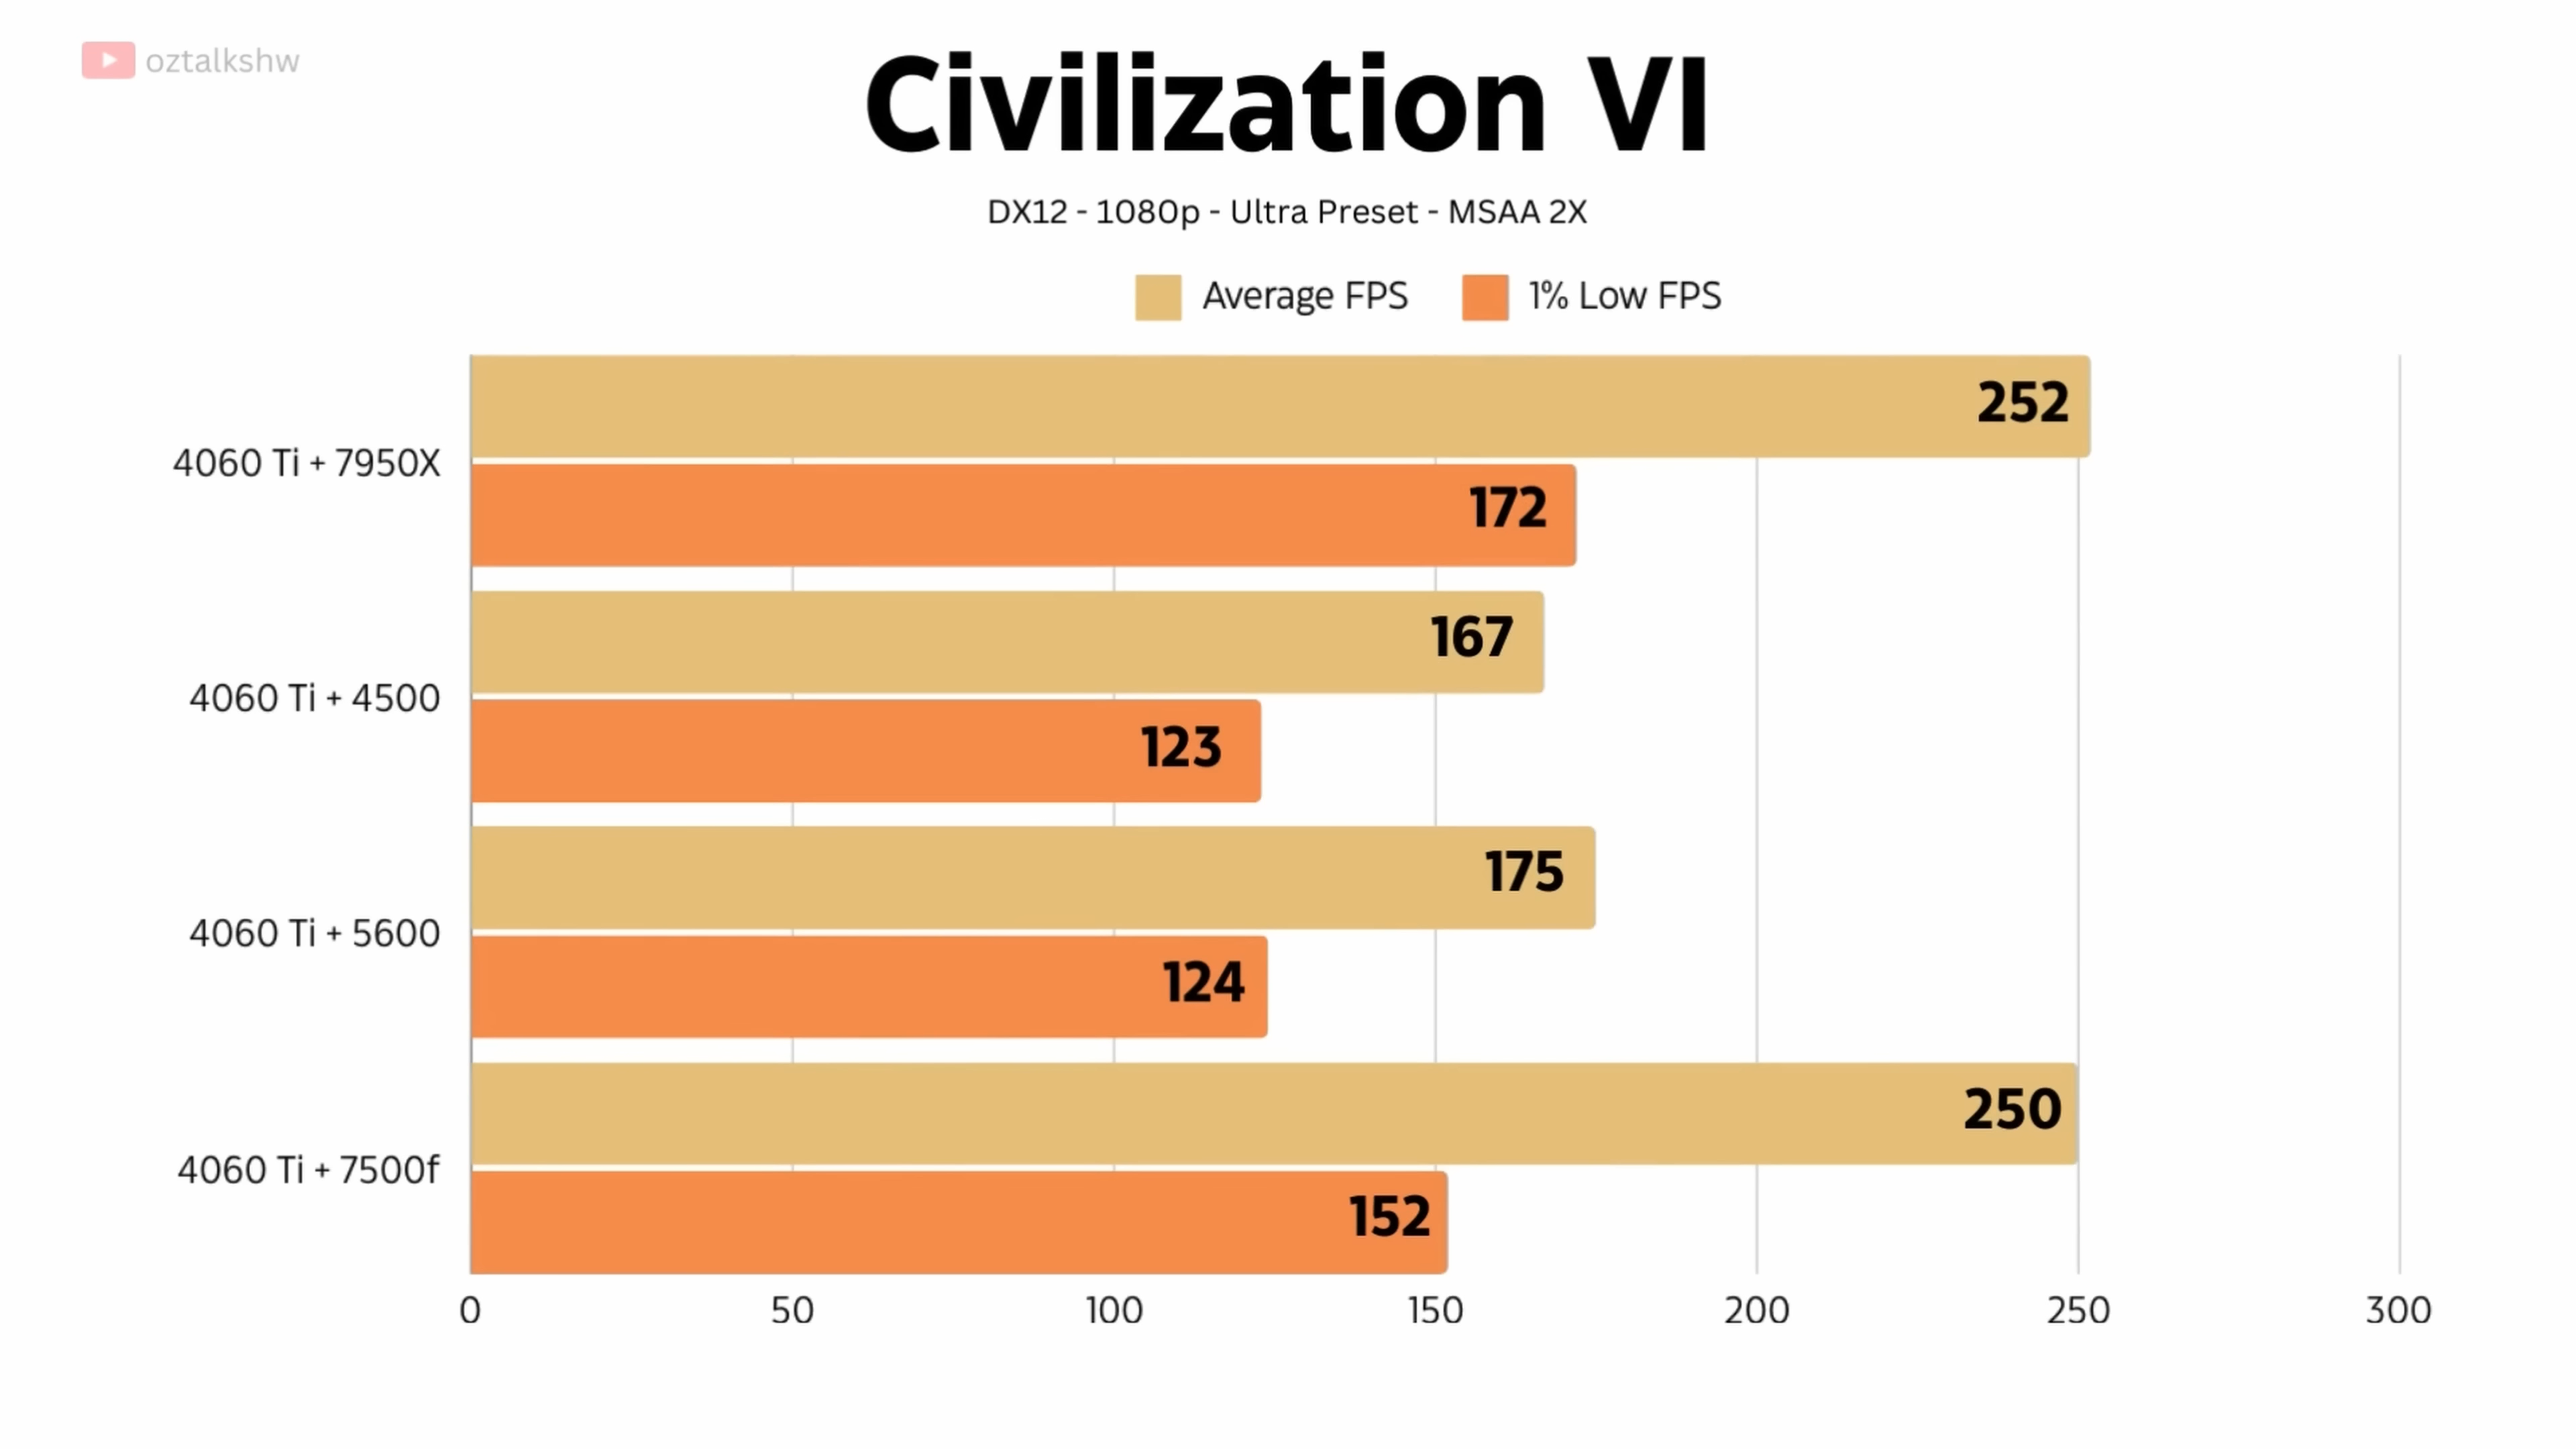 oztalkshw
Civilization VI
DX12 - 1080p - Ultra Preset - MSAA 2X
Average FPS 1% Low FPS
252
4060 Ti + 7950X
172
167
4060 Ti + 4500
123
175
4060 Ti + 5600
124
250
4060 Ti + 7500f
152
0 50 100 150 200 250 300